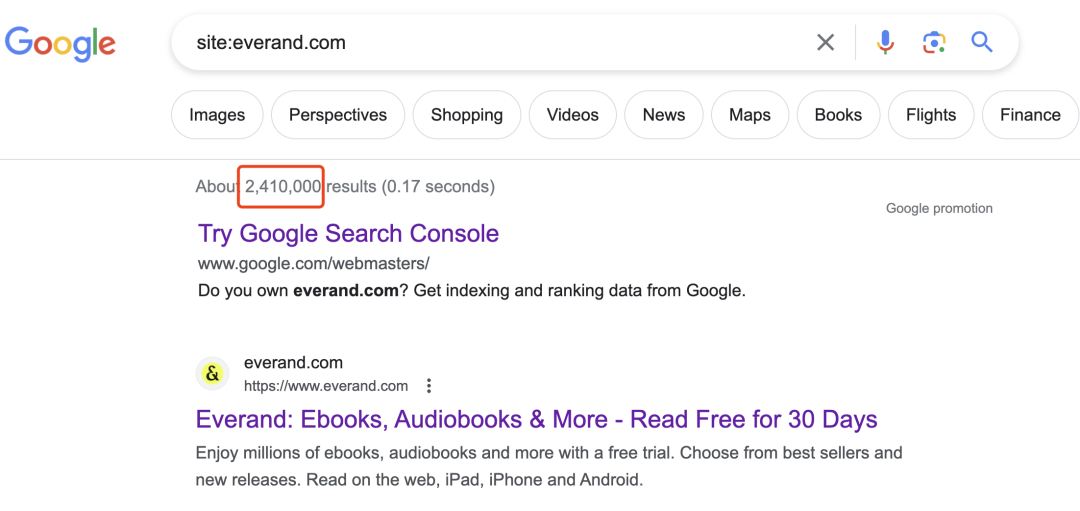 Google
site:everand.com
Images Perspectives Shopping Videos News Maps Books Flights Finance
About 2,410,000 results (0.17 seconds)
Google promotion
Try Google Search Console
www.google.com/webmasters/
Do you own everand.com? Get indexing and ranking data from Google.
&
everand.com
https://www.everand.com
Everand: Ebooks, Audiobooks & More - Read Free for 30 Days
Enjoy millions of ebooks, audiobooks and more with a free trial. Choose from best sellers and
new releases. Read on the web, iPad, iPhone and Android.